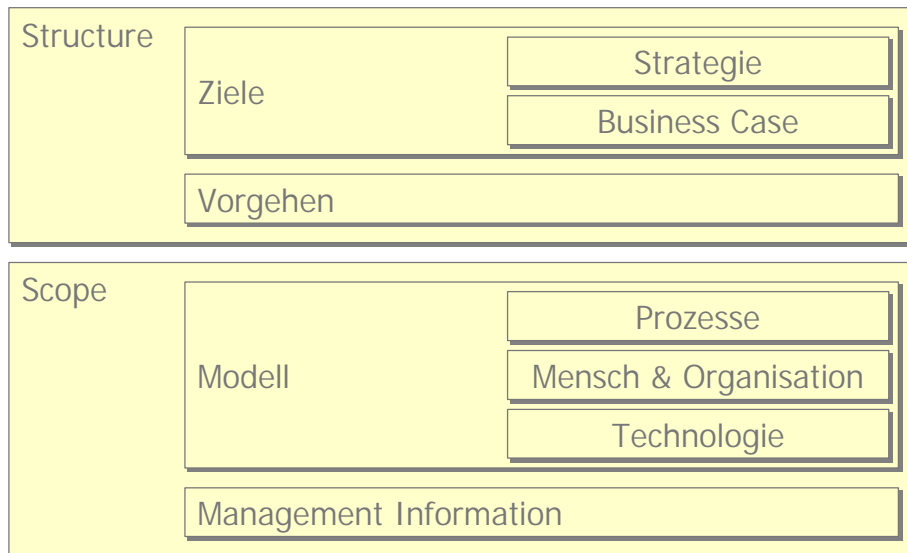 Structure
Ziele
Strategie
Business Case
Vorgehen
Scope
Modell
Prozesse
Mensch & Organisation
Technologie
Management Information